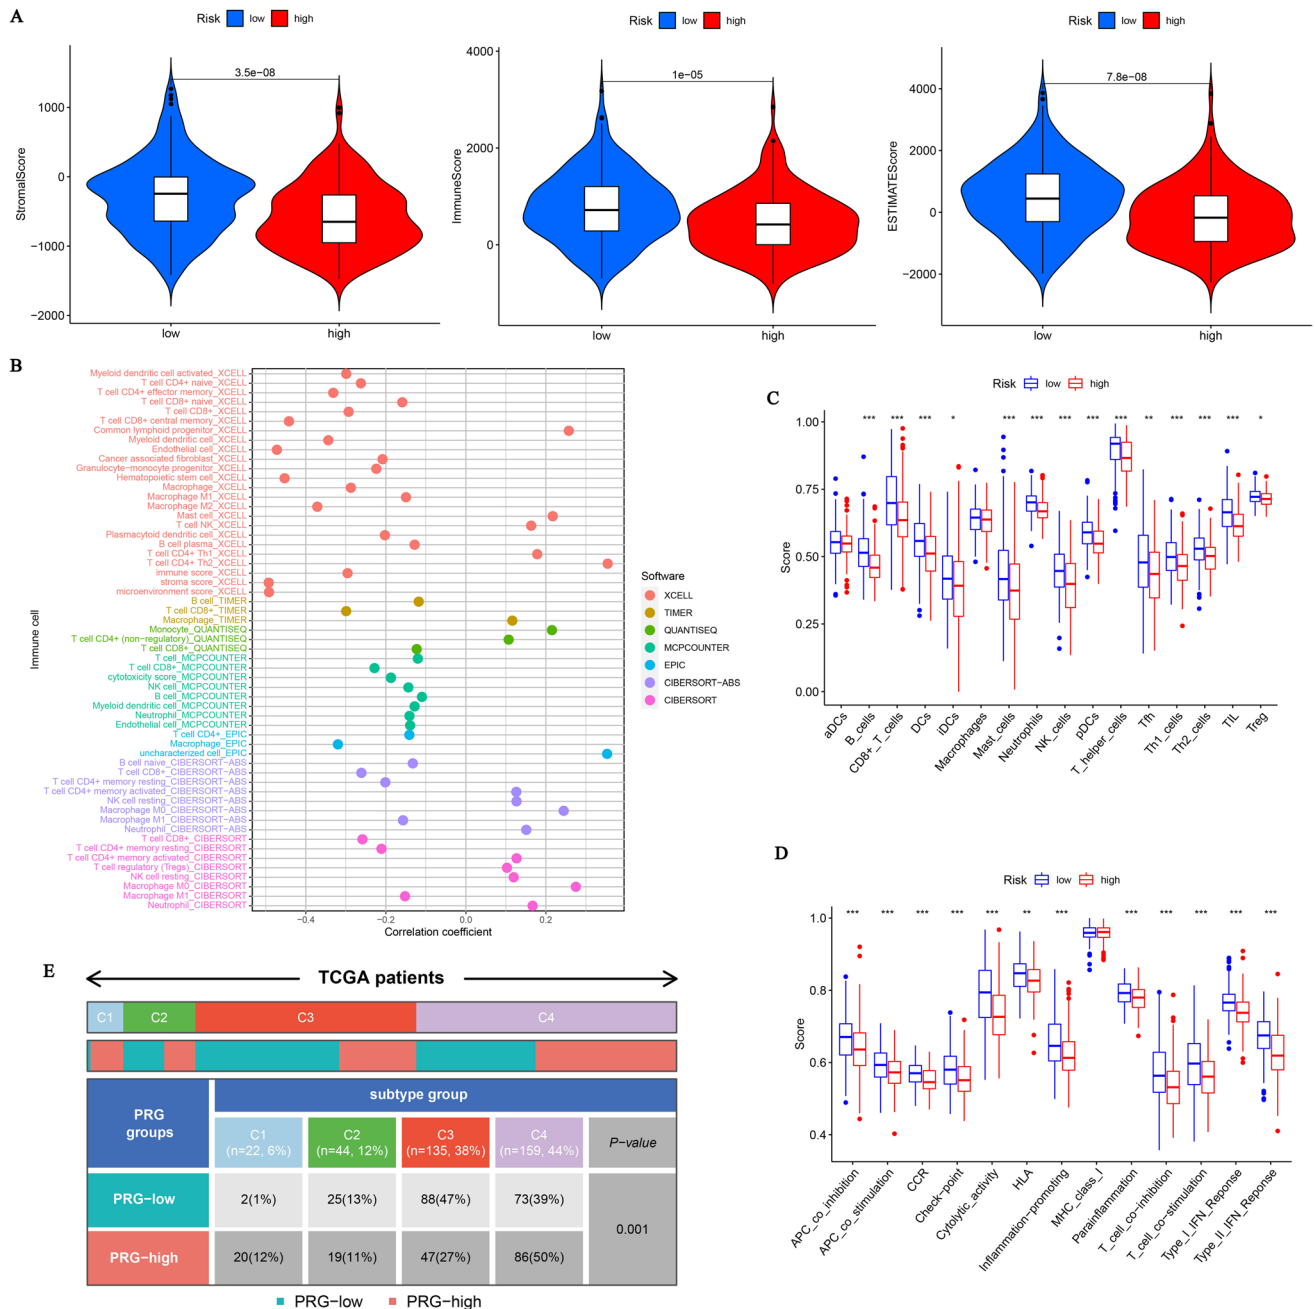 A
Risk low high
3.5e−08
StromalScore
1000
0
−1000
−2000
low high
Risk low high
1e−05
ImmuneScore
4000
2000
0
low high
Risk low high
7.8e−08
ESTIMATEScore
4000
2000
0
−2000
low high
B
Immune cell
Myeloid dendritic cell activated_XCELL
T cell CD4+ naive_XCELL
T cell CD4+ effector memory_XCELL
T cell CD8+ naive_XCELL
T cell CD8+_XCELL
T cell CD8+ central memory_XCELL
Common lymphoid progenitor_XCELL
Myeloid dendritic cell_XCELL
Endothelial cell_XCELL
Cancer associated fibroblast_XCELL
Granulocyte−monocyte progenitor_XCELL
Hematopoietic stem cell_XCELL
Macrophage_XCELL
Macrophage M1_XCELL
Macrophage M2_XCELL
Mast cell_XCELL
T cell NK_XCELL
Plasmacytoid dendritic cell_XCELL
B cell plasma_XCELL
T cell CD4+ Th1_XCELL
T cell CD4+ Th2_XCELL
immune score_XCELL
stroma score_XCELL
microenvironment score_XCELL
B cell_TIMER
T cell CD8+_TIMER
Macrophage_TIMER
Monocyte_QUANTISEQ
T cell CD4+ (non−regulatory)_QUANTISEQ
T cell CD8+_QUANTISEQ
T cell_MCPCOUNTER
T cell CD8+_MCPCOUNTER
cytotoxicity score_MCPCOUNTER
NK cell_MCPCOUNTER
B cell_MCPCOUNTER
Myeloid dendritic cell_MCPCOUNTER
Neutrophil_MCPCOUNTER
Endothelial cell_MCPCOUNTER
T cell CD4+_EPIC
Macrophage_EPIC
uncharacterized cell_EPIC
B cell naive_CIBERSORT−ABS
T cell CD8+_CIBERSORT−ABS
T cell CD4+ memory resting_CIBERSORT−ABS
T cell CD4+ memory activated_CIBERSORT−ABS
NK cell resting_CIBERSORT−ABS
Macrophage M0_CIBERSORT−ABS
Macrophage M1_CIBERSORT−ABS
Neutrophil_CIBERSORT−ABS
T cell CD8+_CIBERSORT
T cell CD4+ memory resting_CIBERSORT
T cell CD4+ memory activated_CIBERSORT
T cell regulatory (Tregs)_CIBERSORT
NK cell resting_CIBERSORT
Macrophage M0_CIBERSORT
Macrophage M1_CIBERSORT
Neutrophil_CIBERSORT
−0.4 −0.2 0.0 0.2
Correlation coefficient
Software
XCELL
TIMER
QUANTISEQ
MCPCOUNTER
EPIC
CIBERSORT−ABS
CIBERSORT
C
Risk low high
*** *** *** * *** *** *** *** *** ** *** *** *** *
Score
1.00
0.75
0.50
0.25
0.00
aDCs
B_cells
CD8+_T_cells
DCs
iDCs
Macrophages
Mast_cells
Neutrophils
NK_cells
pDCs
T_helper_cells
Tfh
Th1_cells
Th2_cells
TIL
Treg
D
Risk low high
*** *** *** *** *** ** *** *** *** *** *** ***
Score
1.0
0.8
0.6
0.4
APC_co_inhibition
APC_co_stimulation
CCR
Check−point
Cytolytic_activity
HLA
Inflammation−promoting
MHC_class_I
Parainflammation
T_cell_co−inhibition
T_cell_co−stimulation
Type_I_IFN_Reponse
Type_II_IFN_Reponse
E
TCGA patients
C1 C2 C3 C4
PRG groups
subtype group
C1 (n=22, 6%)
C2 (n=44, 12%)
C3 (n=135, 38%)
C4 (n=159, 44%)
P−value
PRG−low 2(1%) 25(13%) 88(47%) 73(39%)
0.001
PRG−high 20(12%) 19(11%) 47(27%) 86(50%)
PRG−low PRG−high